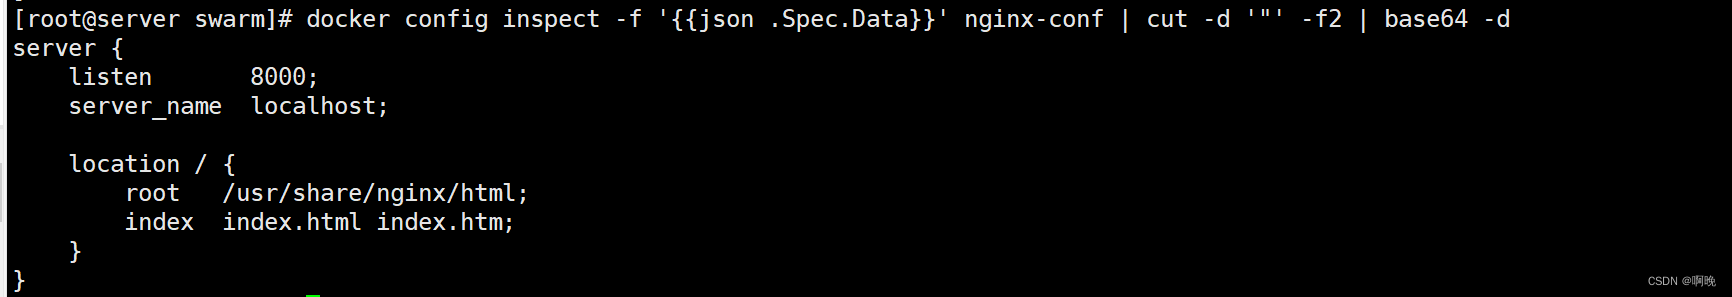 [root@server swarm]# docker config inspect -f '{{json .Spec.Data}}' nginx-conf | cut -d '"' -f2 | base64 -d
server {
    listen       8000;
    server_name  localhost;

    location / {
        root   /usr/share/nginx/html;
        index  index.html index.htm;
    }
}
CSDN @啊晚